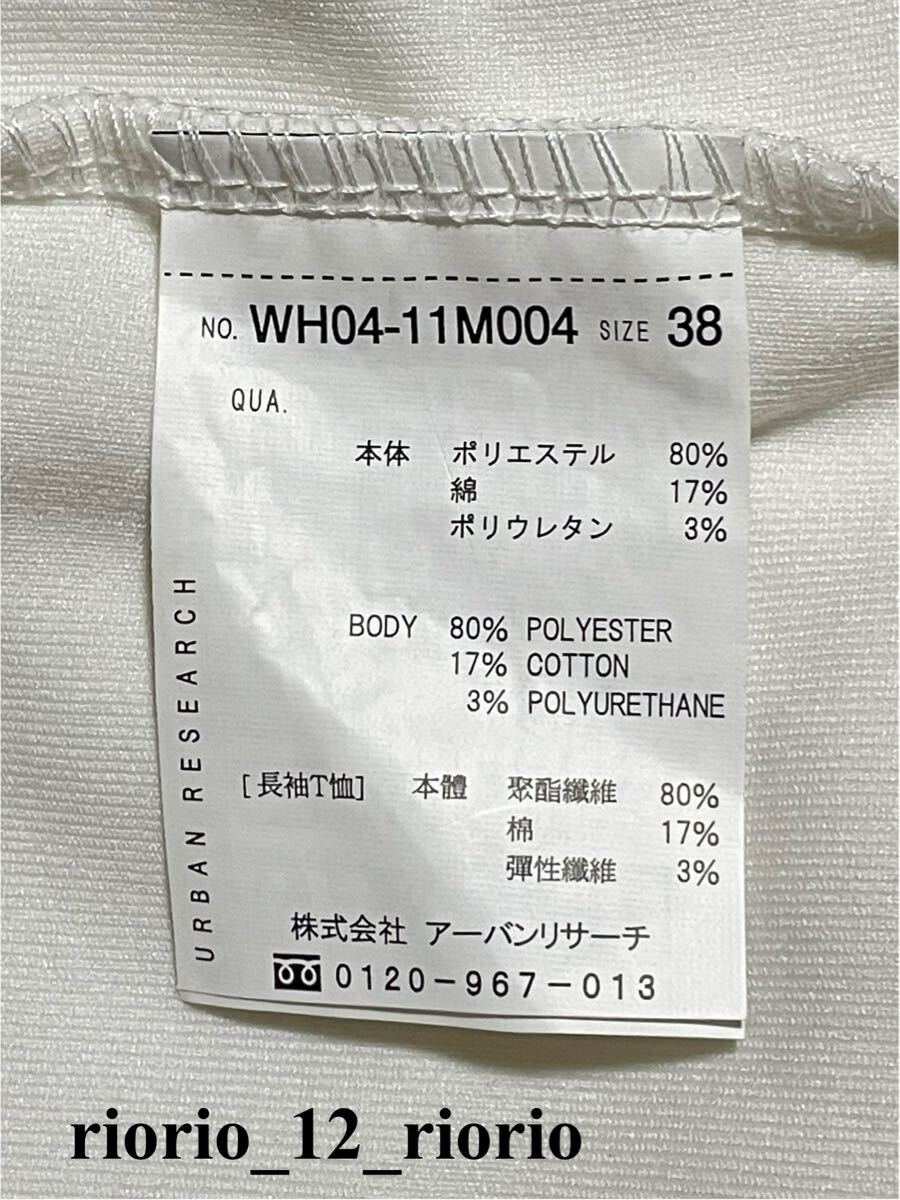 NO. WH04-11M004 SIZE 38
QUA.
本体 ポリエステル 80%
綿 17%
ポリウレタン 3%
BODY 80% POLYESTER
17% COTTON
3% POLYURETHANE
[長袖T恤] 本體 聚酯纖維 80%
棉 17%
彈性纖維 3%
URBAN RESEARCH
株式会社 アーバンリサーチ
0120-967-013
riorio_12_riorio